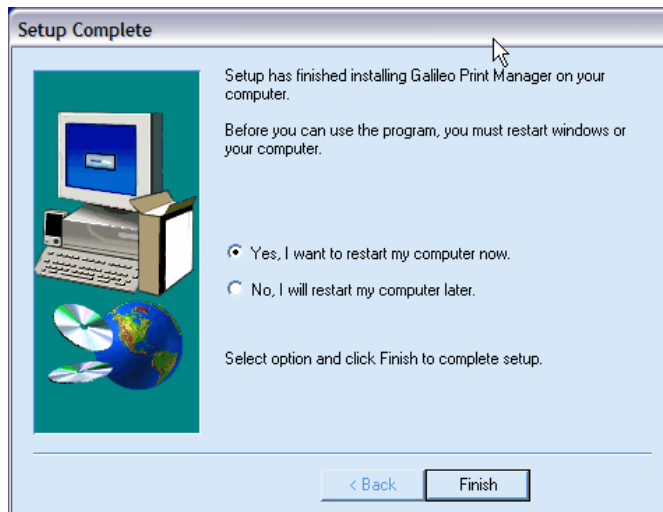 Setup Complete
Setup has finished installing Galileo Print Manager on your
computer.
Before you can use the program, you must restart windows or
your computer.
Yes, I want to restart my computer now.
No, I will restart my computer later.
Select option and click Finish to complete setup.
< Back
Finish